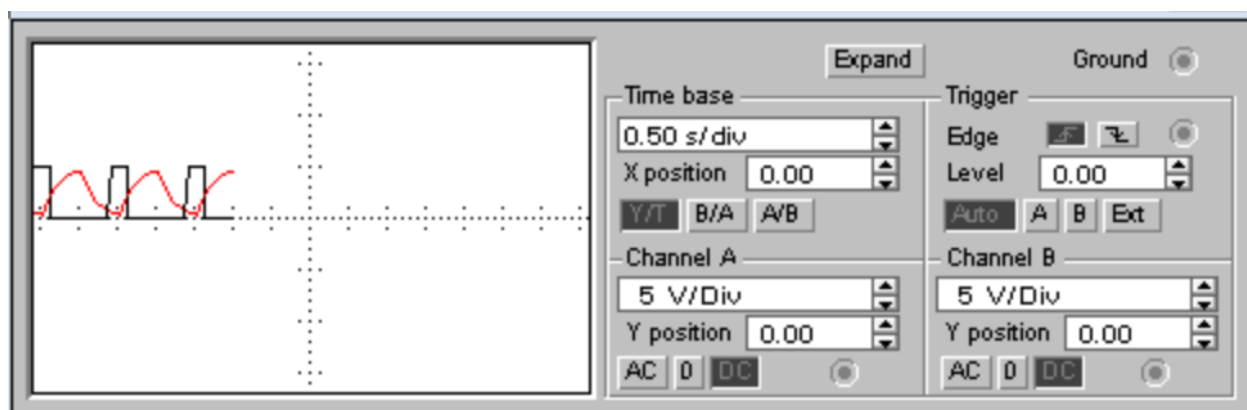 Expand Ground
Time base
0.50 s/div
X position 0.00
Y/T B/A A/B
Trigger
Edge
Level 0.00
Auto A B Ext
Channel A
5 V/Div
Y position 0.00
AC 0 DC
Channel B
5 V/Div
Y position 0.00
AC 0 DC